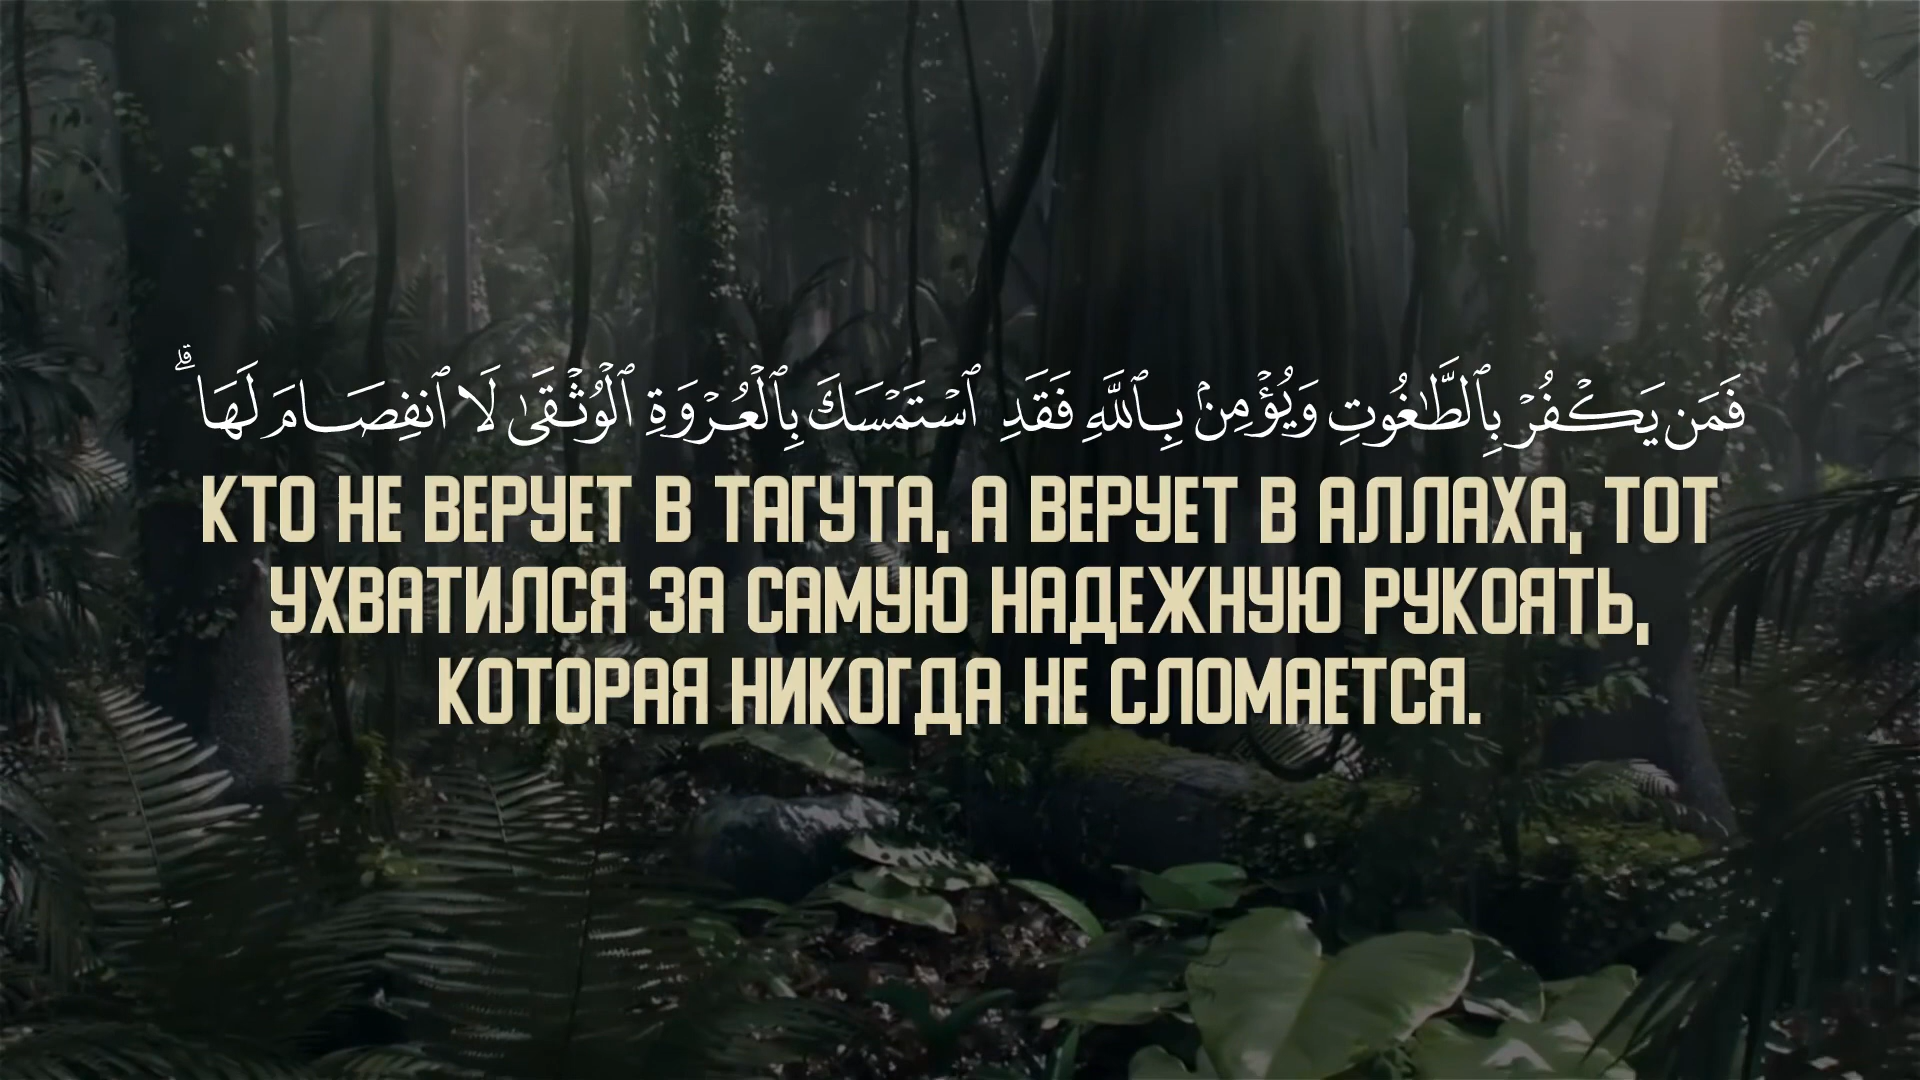 فَمَن يَكۡفُرۡ بِٱلطَّٰغُوتِ وَيُؤۡمِنۢ بِٱللَّهِ فَقَدِ ٱسۡتَمۡسَكَ بِٱلۡعُرۡوَةِ ٱلۡوُثۡقَىٰ لَا ٱنفِصَامَ لَهَاۗ
КТО НЕ ВЕРУЕТ В ТАГУТА, А ВЕРУЕТ В АЛЛАХА, ТОТ
УХВАТИЛСЯ ЗА САМУЮ НАДЕЖНУЮ РУКОЯТЬ,
КОТОРАЯ НИКОГДА НЕ СЛОМАЕТСЯ.